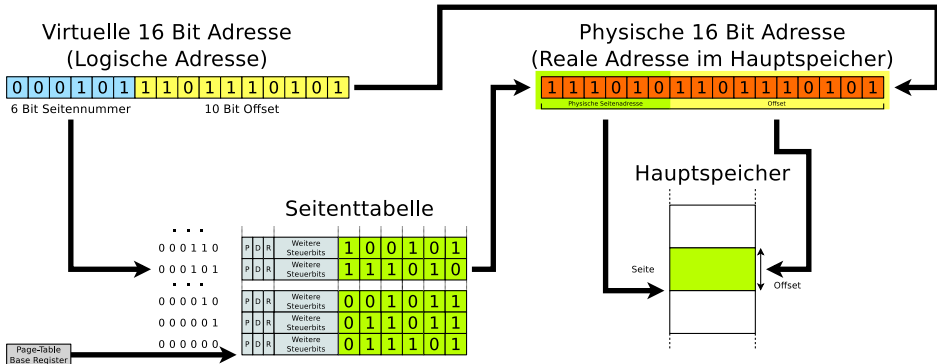 Virtuelle 16 Bit Adresse
(Logische Adresse)
0 0 0 1 0 1 1 1 0 1 1 1 0 1 0 1
6 Bit Seitennummer
10 Bit Offset
Physische 16 Bit Adresse
(Reale Adresse im Hauptspeicher)
1 1 1 0 1 0 1 1 0 1 1 1 0 1 0 1
Physische Seitenadresse
Offset
Seitenttabelle
. . .
0 0 0 1 1 0
P D R Weitere Steuerbits 1 0 0 1 0 1
0 0 0 1 0 1
P D R Weitere Steuerbits 1 1 1 0 1 0
. . .
0 0 0 0 1 0
P D R Weitere Steuerbits 0 0 1 0 1 1
0 0 0 0 0 1
P D R Weitere Steuerbits 0 1 1 0 1 1
0 0 0 0 0 0
P D R Weitere Steuerbits 0 1 1 1 0 1
Page-Table
Base Register
Hauptspeicher
Seite
Offset